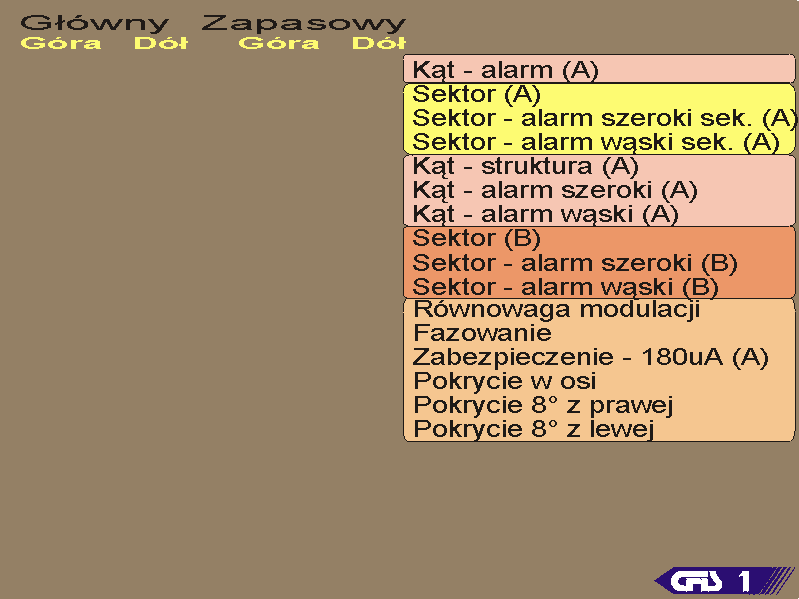 Główny Zapasowy
Góra Dół Góra Dół
Kąt - alarm (A)
Sektor (A)
Sektor - alarm szeroki sek. (A)
Sektor - alarm wąski sek. (A)
Kąt - struktura (A)
Kąt - alarm szeroki (A)
Kąt - alarm wąski (A)
Sektor (B)
Sektor - alarm szeroki (B)
Sektor - alarm wąski (B)
Równowaga modulacji
Fazowanie
Zabezpieczenie - 180uA (A)
Pokrycie w osi
Pokrycie 8° z prawej
Pokrycie 8° z lewej
1